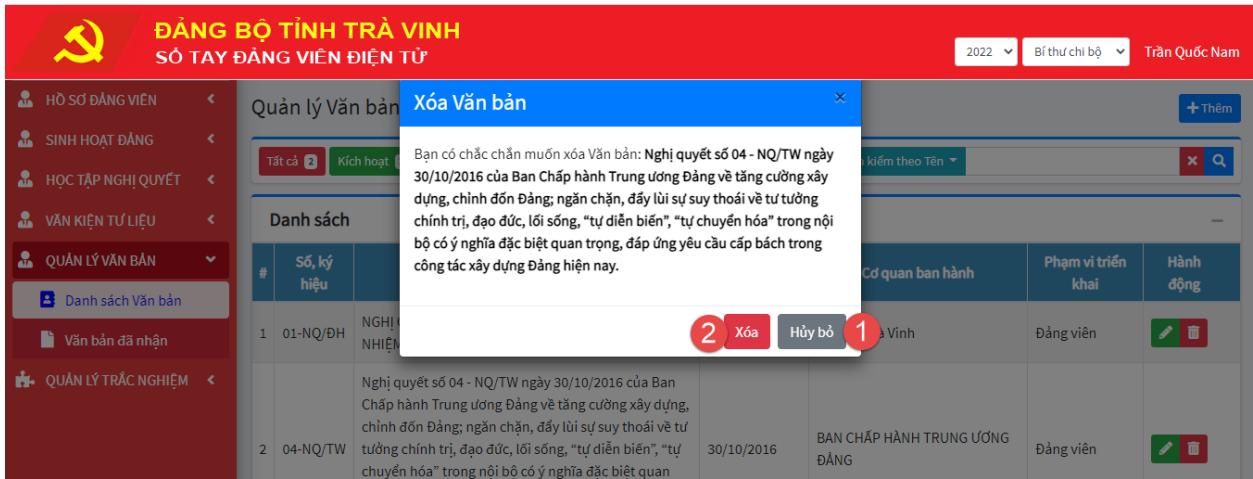 ĐẢNG BỘ TỈNH TRÀ VINH
SỔ TAY ĐẢNG VIÊN ĐIỆN TỬ
2022
Bí thư chi bộ
Trần Quốc Nam
HỒ SƠ ĐẢNG VIÊN
SINH HOẠT ĐẢNG
HỌC TẬP NGHỊ QUYẾT
VĂN KIỆN TƯ LIỆU
QUẢN LÝ VĂN BẢN
Danh sách Văn bản
Văn bản đã nhận
QUẢN LÝ TRẮC NGHIỆM
Quản lý Văn bản
+ Thêm
Tất cả 2
Kích hoạt
kiếm theo Tên
Xóa Văn bản
×
Bạn có chắc chắn muốn xóa Văn bản: Nghị quyết số 04 - NQ/TW ngày
30/10/2016 của Ban Chấp hành Trung ương Đảng về tăng cường xây
dựng, chỉnh đốn Đảng; ngăn chặn, đẩy lùi sự suy thoái về tư tưởng
chính trị, đạo đức, lối sống, “tự diễn biến”, “tự chuyển hóa” trong nội
bộ có ý nghĩa đặc biệt quan trọng, đáp ứng yêu cầu cấp bách trong
công tác xây dựng Đảng hiện nay.
2 Xóa
Hủy bỏ 1
Danh sách
# Số, ký hiệu
Cơ quan ban hành
Phạm vi triển khai
Hành động
1 01-NQ/ĐH
NGHỊ
Vinh
Đảng viên
2 04-NQ/TW
Nghị quyết số 04 - NQ/TW ngày 30/10/2016 của Ban
Chấp hành Trung ương Đảng về tăng cường xây dựng,
chỉnh đốn Đảng; ngăn chặn, đẩy lùi sự suy thoái về tư
tưởng chính trị, đạo đức, lối sống, “tự diễn biến”, “tự
chuyển hóa” trong nội bộ có ý nghĩa đặc biệt quan
30/10/2016
BAN CHẤP HÀNH TRUNG ƯƠNG
ĐẢNG
Đảng viên